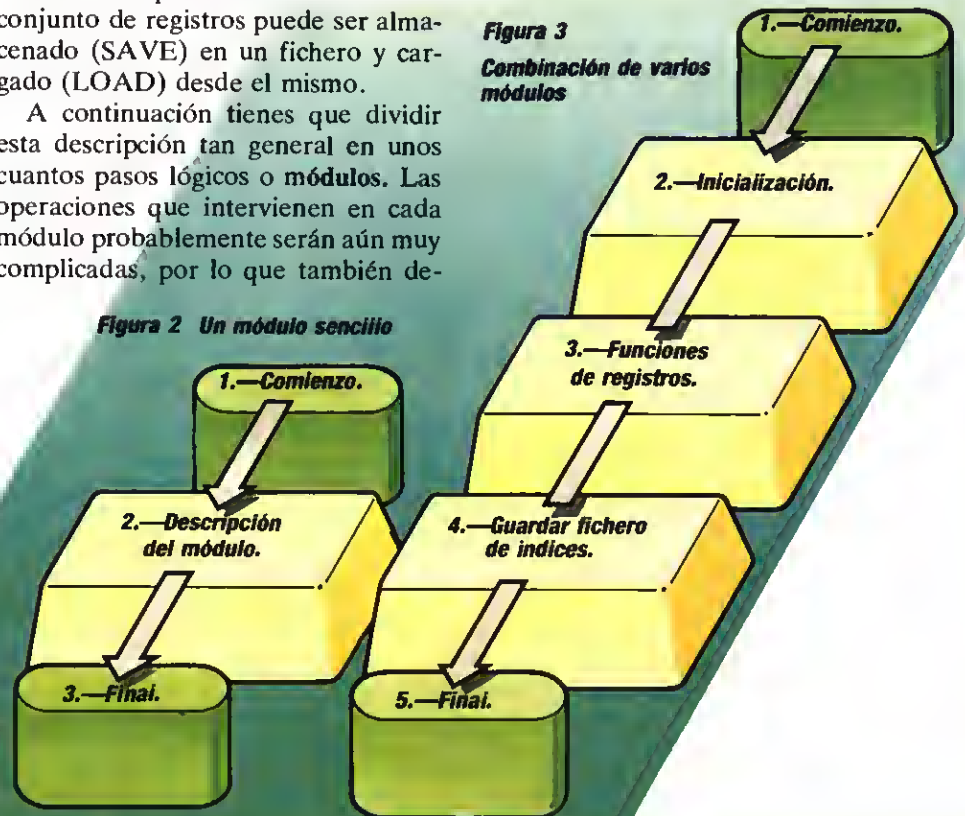 conjunto de registros puede ser alma-
cenado (SAVE) en un fichero y car-
gado (LOAD) desde el mismo.
A continuación tienes que dividir
esta descripción tan general en unos
cuantos pasos lógicos o módulos. Las
operaciones que intervienen en cada
módulo probablemente serán aún muy
complicadas, por lo que también de-
Figura 2 Un módulo sencillo
1.—Comienzo.
2.—Descripción
del módulo.
3.—Final.
Figura 3
Combinación de varios
módulos
1.—Comienzo.
2.—Inicialización.
3.—Funciones
de registros.
4.—Guardar fichero
de indices.
5.—Final.